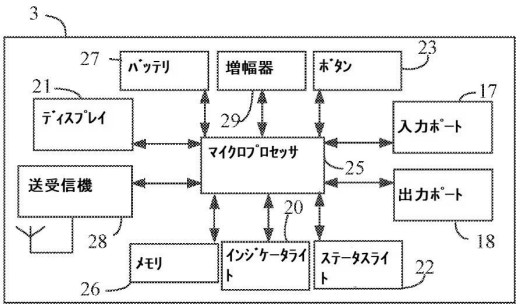 3
27
バッテリ
増幅器
ボタン
23
21
ディスプレイ
29
17
入力ポート
マイクロプロセッサ
25
送受信機
出力ポート
28
20
18
メモリ
インジケータライ
ト
ステータスライ
ト
26
22